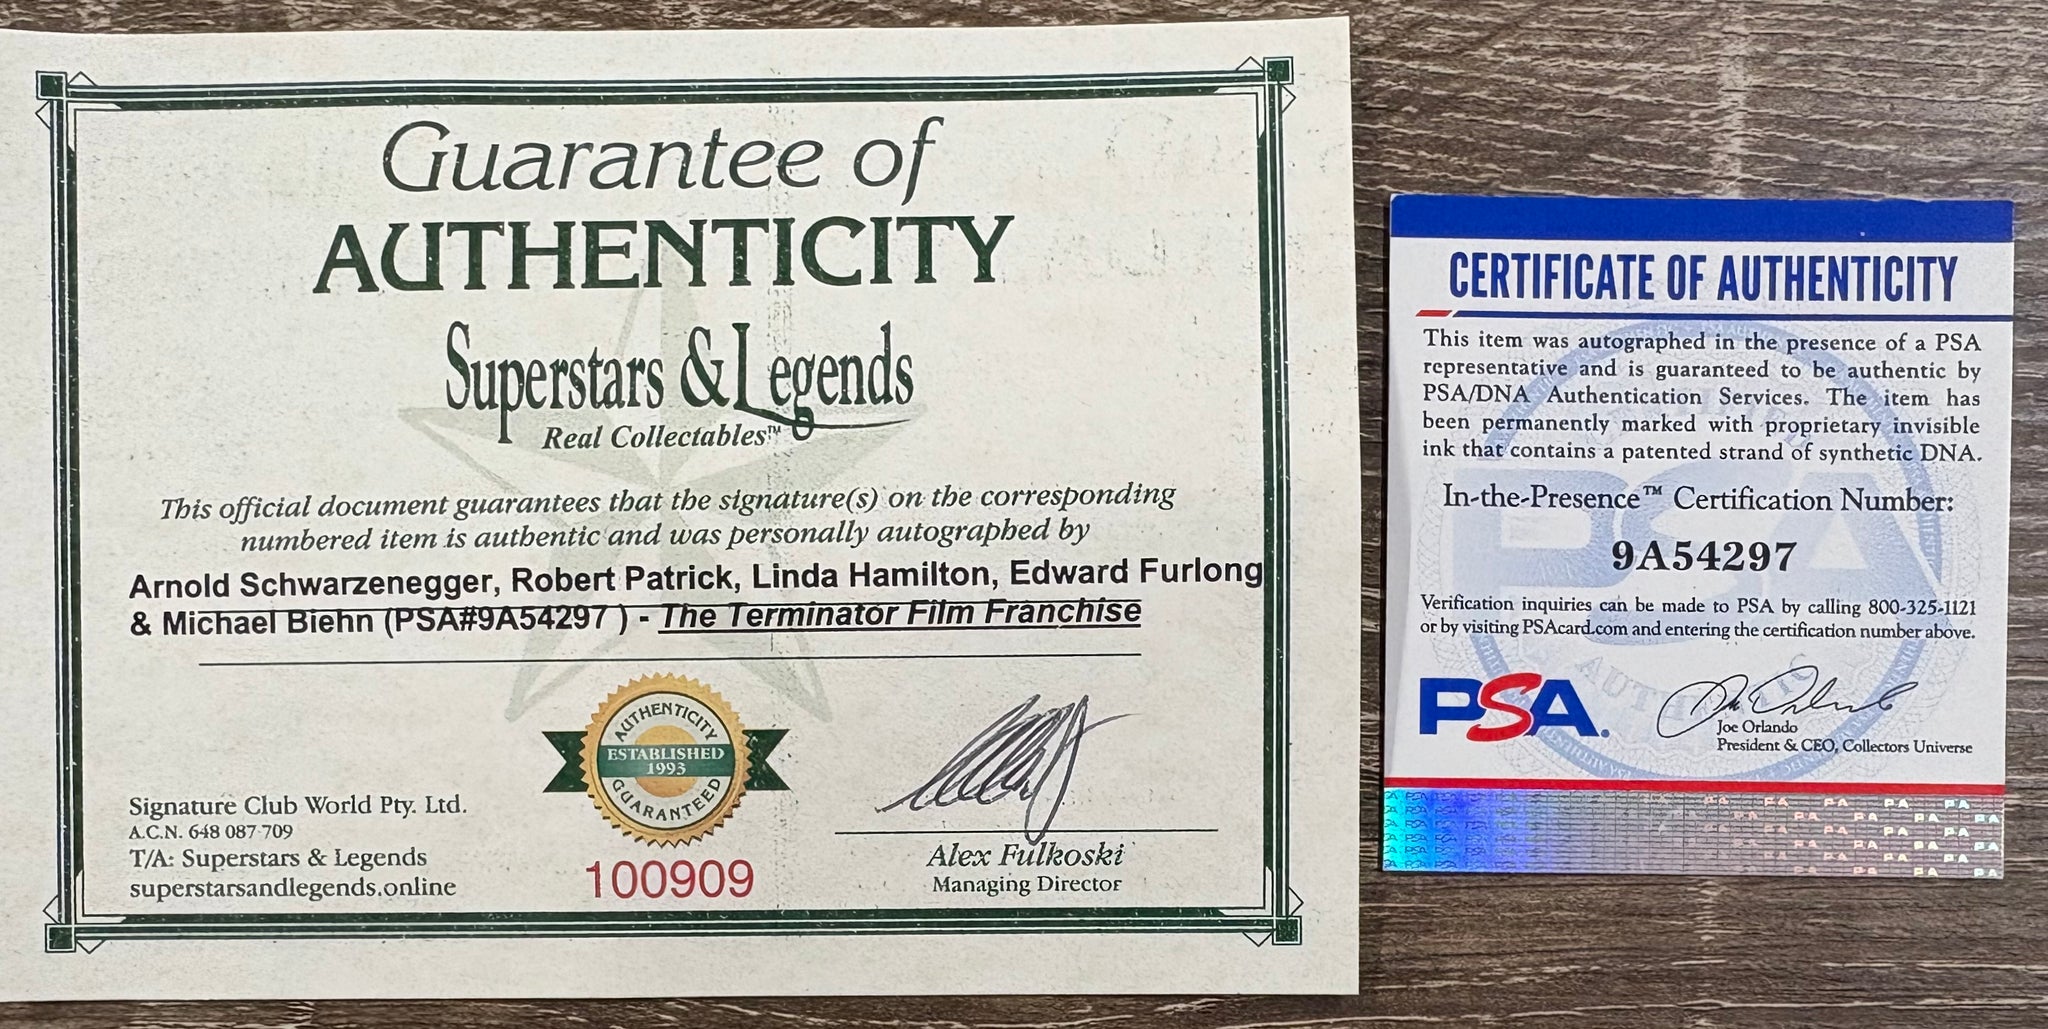 Guarantee of
AUTHENTICITY
Superstars & Legends
Real Collectables™
This official document guarantees that the signature(s) on the corresponding
numbered item is authentic and was personally autographed by
Arnold Schwarzenegger, Robert Patrick, Linda Hamilton, Edward Furlong
& Michael Biehn (PSA#9A54297 ) - The Terminator Film Franchise
AUTHENTICITY
ESTABLISHED
1993
GUARANTEED
100909
Signature Club World Pty. Ltd.
A.C.N. 648 087 709
T/A: Superstars & Legends
superstarsandlegends.online
Alex Fulkoski
Managing Director
CERTIFICATE OF AUTHENTICITY
This item was autographed in the presence of a PSA
representative and is guaranteed to be authentic by
PSA/DNA Authentication Services. The item has
been permanently marked with proprietary invisible
ink that contains a patented strand of synthetic DNA.
In-the-Presence™ Certification Number:
9A54297
Verification inquiries can be made to PSA by calling 800-325-1121
or by visiting PSAcard.com and entering the certification number above.
PSA.
Joe Orlando
President & CEO, Collectors Universe